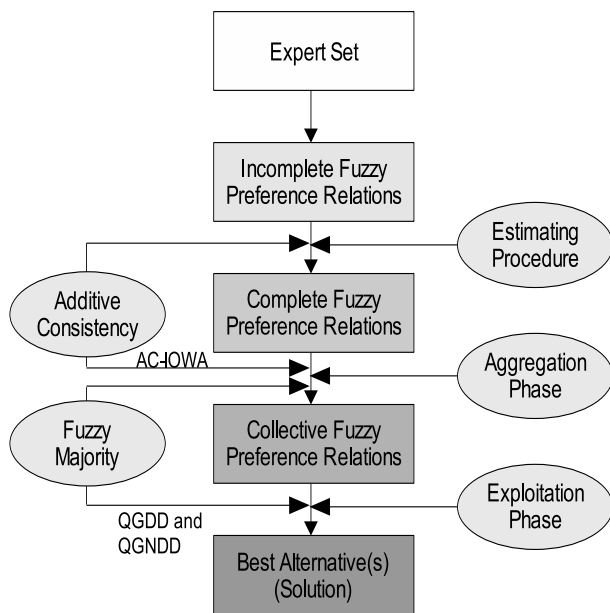 Expert Set
Incomplete Fuzzy
Preference Relations
Estimating
Procedure
Additive
Consistency
Complete Fuzzy
Preference Relations
AC-IOWA
Aggregation
Phase
Fuzzy
Majority
Collective Fuzzy
Preference Relations
Exploitation
Phase
QGDD and
QGNDD
Best Alternative(s)
(Solution)